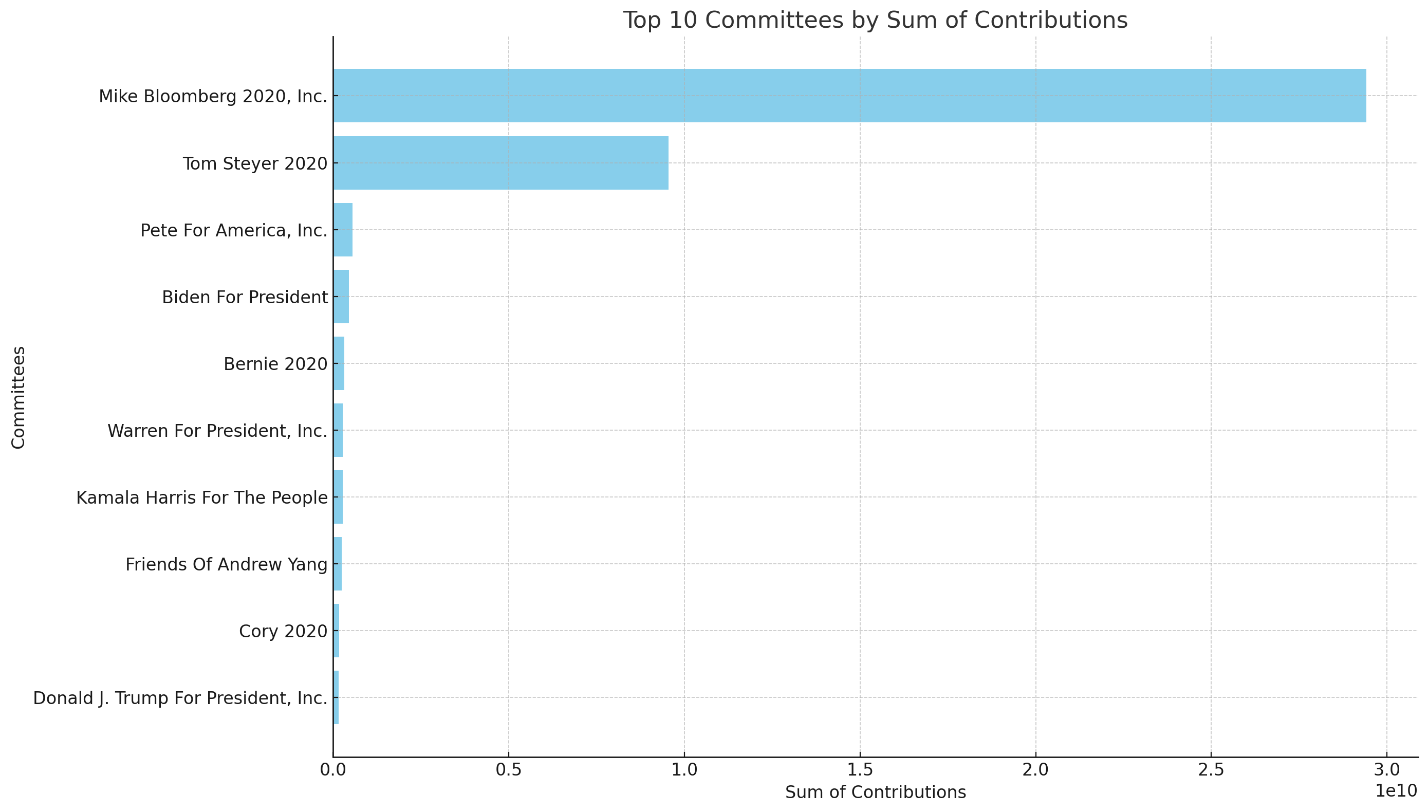 Top 10 Committees by Sum of Contributions
Committees
Mike Bloomberg 2020, Inc.
Tom Steyer 2020
Pete For America, Inc.
Biden For President
Bernie 2020
Warren For President, Inc.
Kamala Harris For The People
Friends Of Andrew Yang
Cory 2020
Donald J. Trump For President, Inc.
0.0 0.5 1.0 1.5 2.0 2.5 3.0
1e10
Sum of Contributions